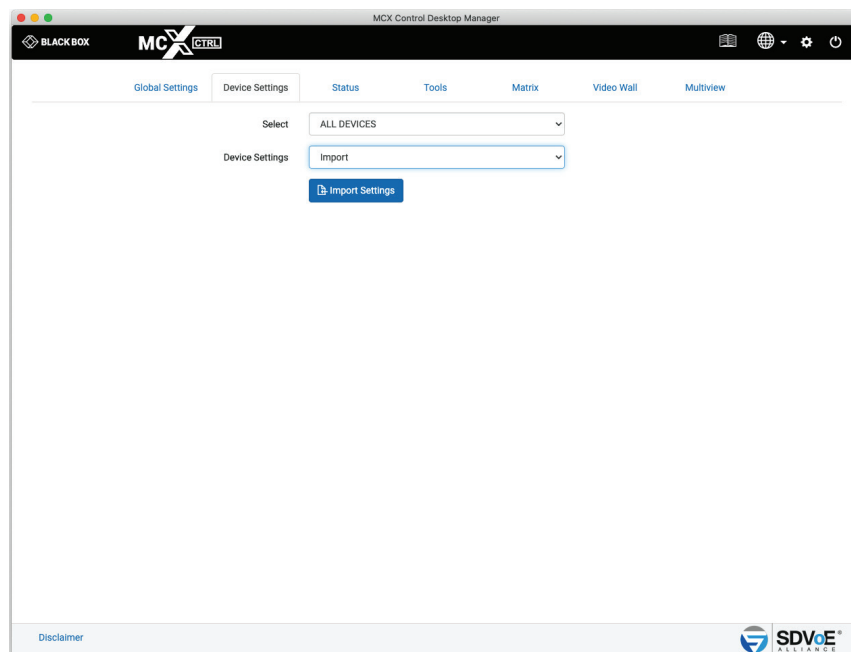 MCX Control Desktop Manager
BLACK BOX
MCX CTRL
Global Settings Device Settings Status Tools Matrix Video Wall Multiview
Select ALL DEVICES
Device Settings Import
Import Settings
Disclaimer
SDVoE®
ALLIANCE